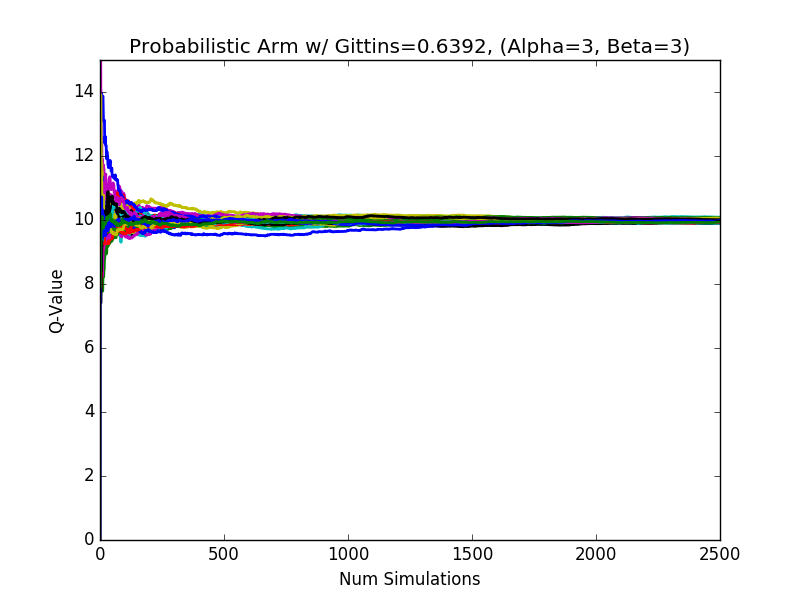 Probabilistic Arm w/ Gittins=0.6392, (Alpha=3, Beta=3)
14
12
10
8
6
4
2
0
Q-Value
0 500 1000 1500 2000 2500
Num Simulations